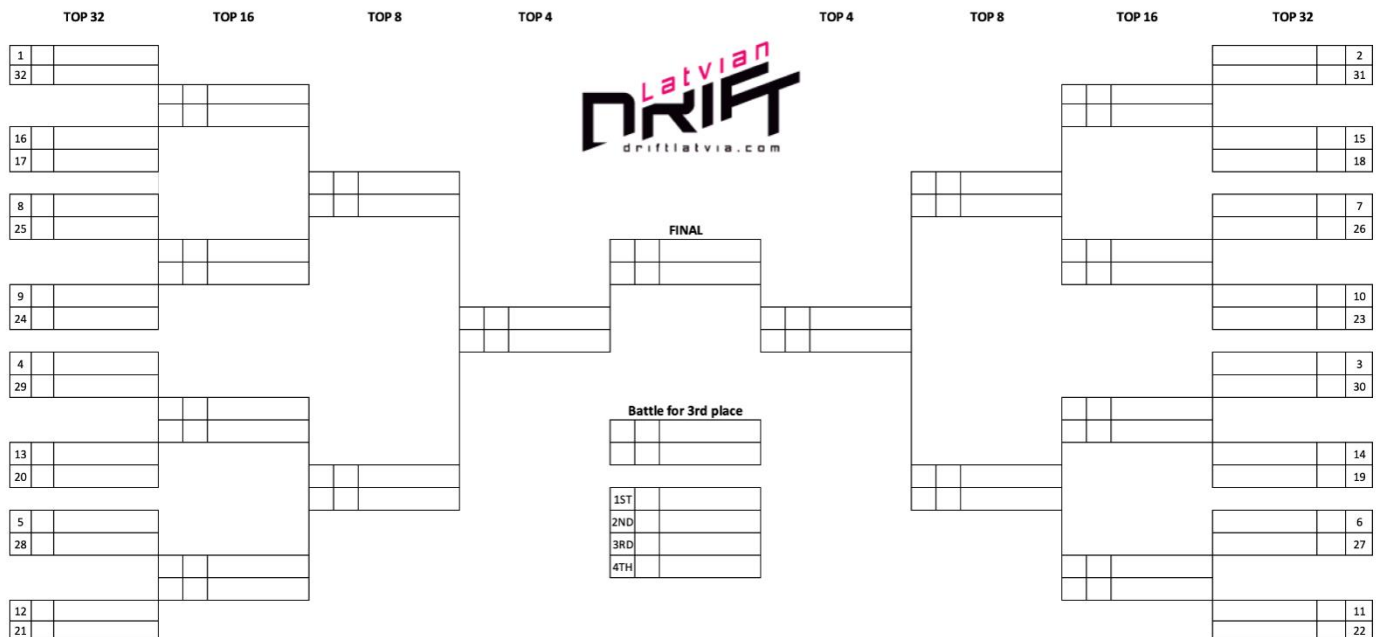 TOP 32 TOP 16 TOP 8 TOP 4 TOP 4 TOP 8 TOP 16 TOP 32
Latvian
DRIFT
driftlatvia.com
1 2
32 31
16 15
17 18
8 7
25 26
FINAL
9 10
24 23
4 3
29 30
Battle for 3rd place
13 14
20 19
1ST
5 2ND 6
28 3RD 27
4TH
12 11
21 22